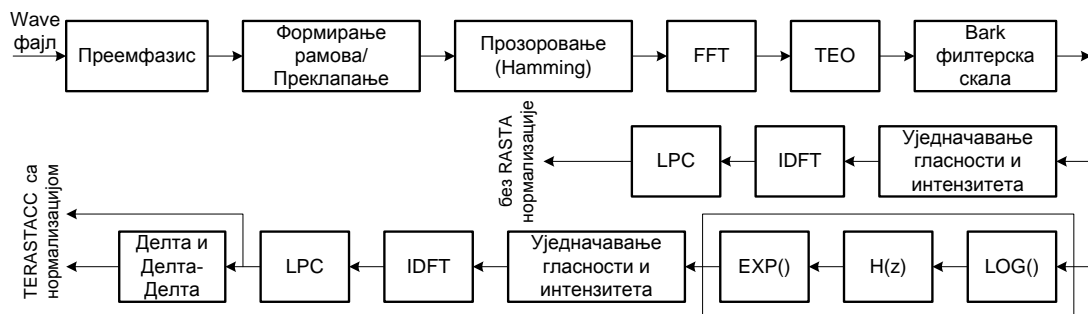 Wave
фајл
Преемфазис
Формирање
рамова/
Преклапање
Прозоровање
(Hamming)
FFT
TEO
Bark
филтерска
скала
без RASTA
нормализације
LPC
IDFT
Уједначавање
гласности и
интензитета
TERASTACC са
нормализацијом
Делта и
Делта-
Делта
LPC
IDFT
Уједначавање
гласности и
интензитета
EXP()
H(z)
LOG()